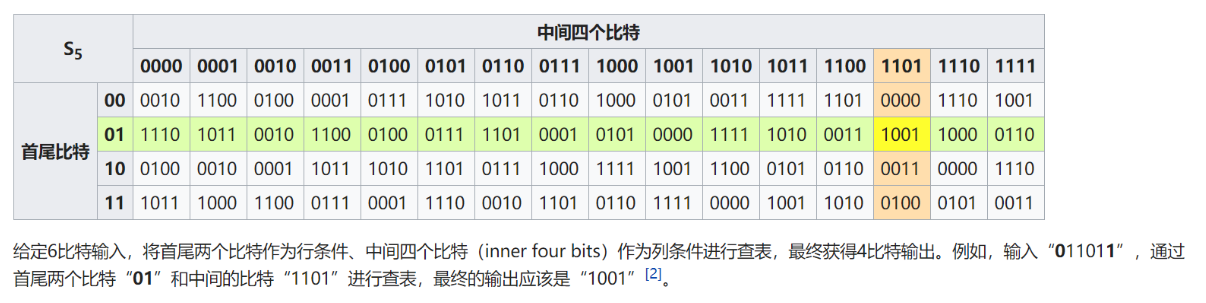 S5 中间四个比特
0000 0001 0010 0011 0100 0101 0110 0111 1000 1001 1010 1011 1100 1101 1110 1111
首尾比特 00 0010 1100 0100 0001 0111 1010 1011 0110 1000 0101 0011 1111 1101 0000 1110 1001
01 1110 1011 0010 1100 0100 0111 1101 0001 0101 0000 1111 1010 0011 1001 1000 0110
10 0100 0010 0001 1011 1010 1101 0111 1000 1111 1001 1100 0101 0110 0011 0000 1110
11 1011 1000 1100 0111 0001 1110 0010 1101 0110 1111 0000 1001 1010 0100 0101 0011
给定6比特输入，将首尾两个比特作为行条件、中间四个比特（inner four bits）作为列条件进行查表，最终获得4比特输出。例如，输入“011011”，通过
首尾两个比特“01”和中间的比特“1101”进行查表，最终的输出应该是“1001”[2]。